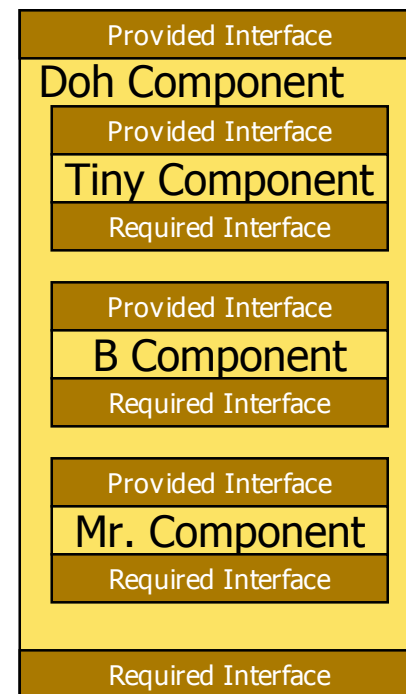 Provided Interface
Doh Component
Provided Interface
Tiny Component
Required Interface
Provided Interface
B Component
Required Interface
Provided Interface
Mr. Component
Required Interface
Required Interface